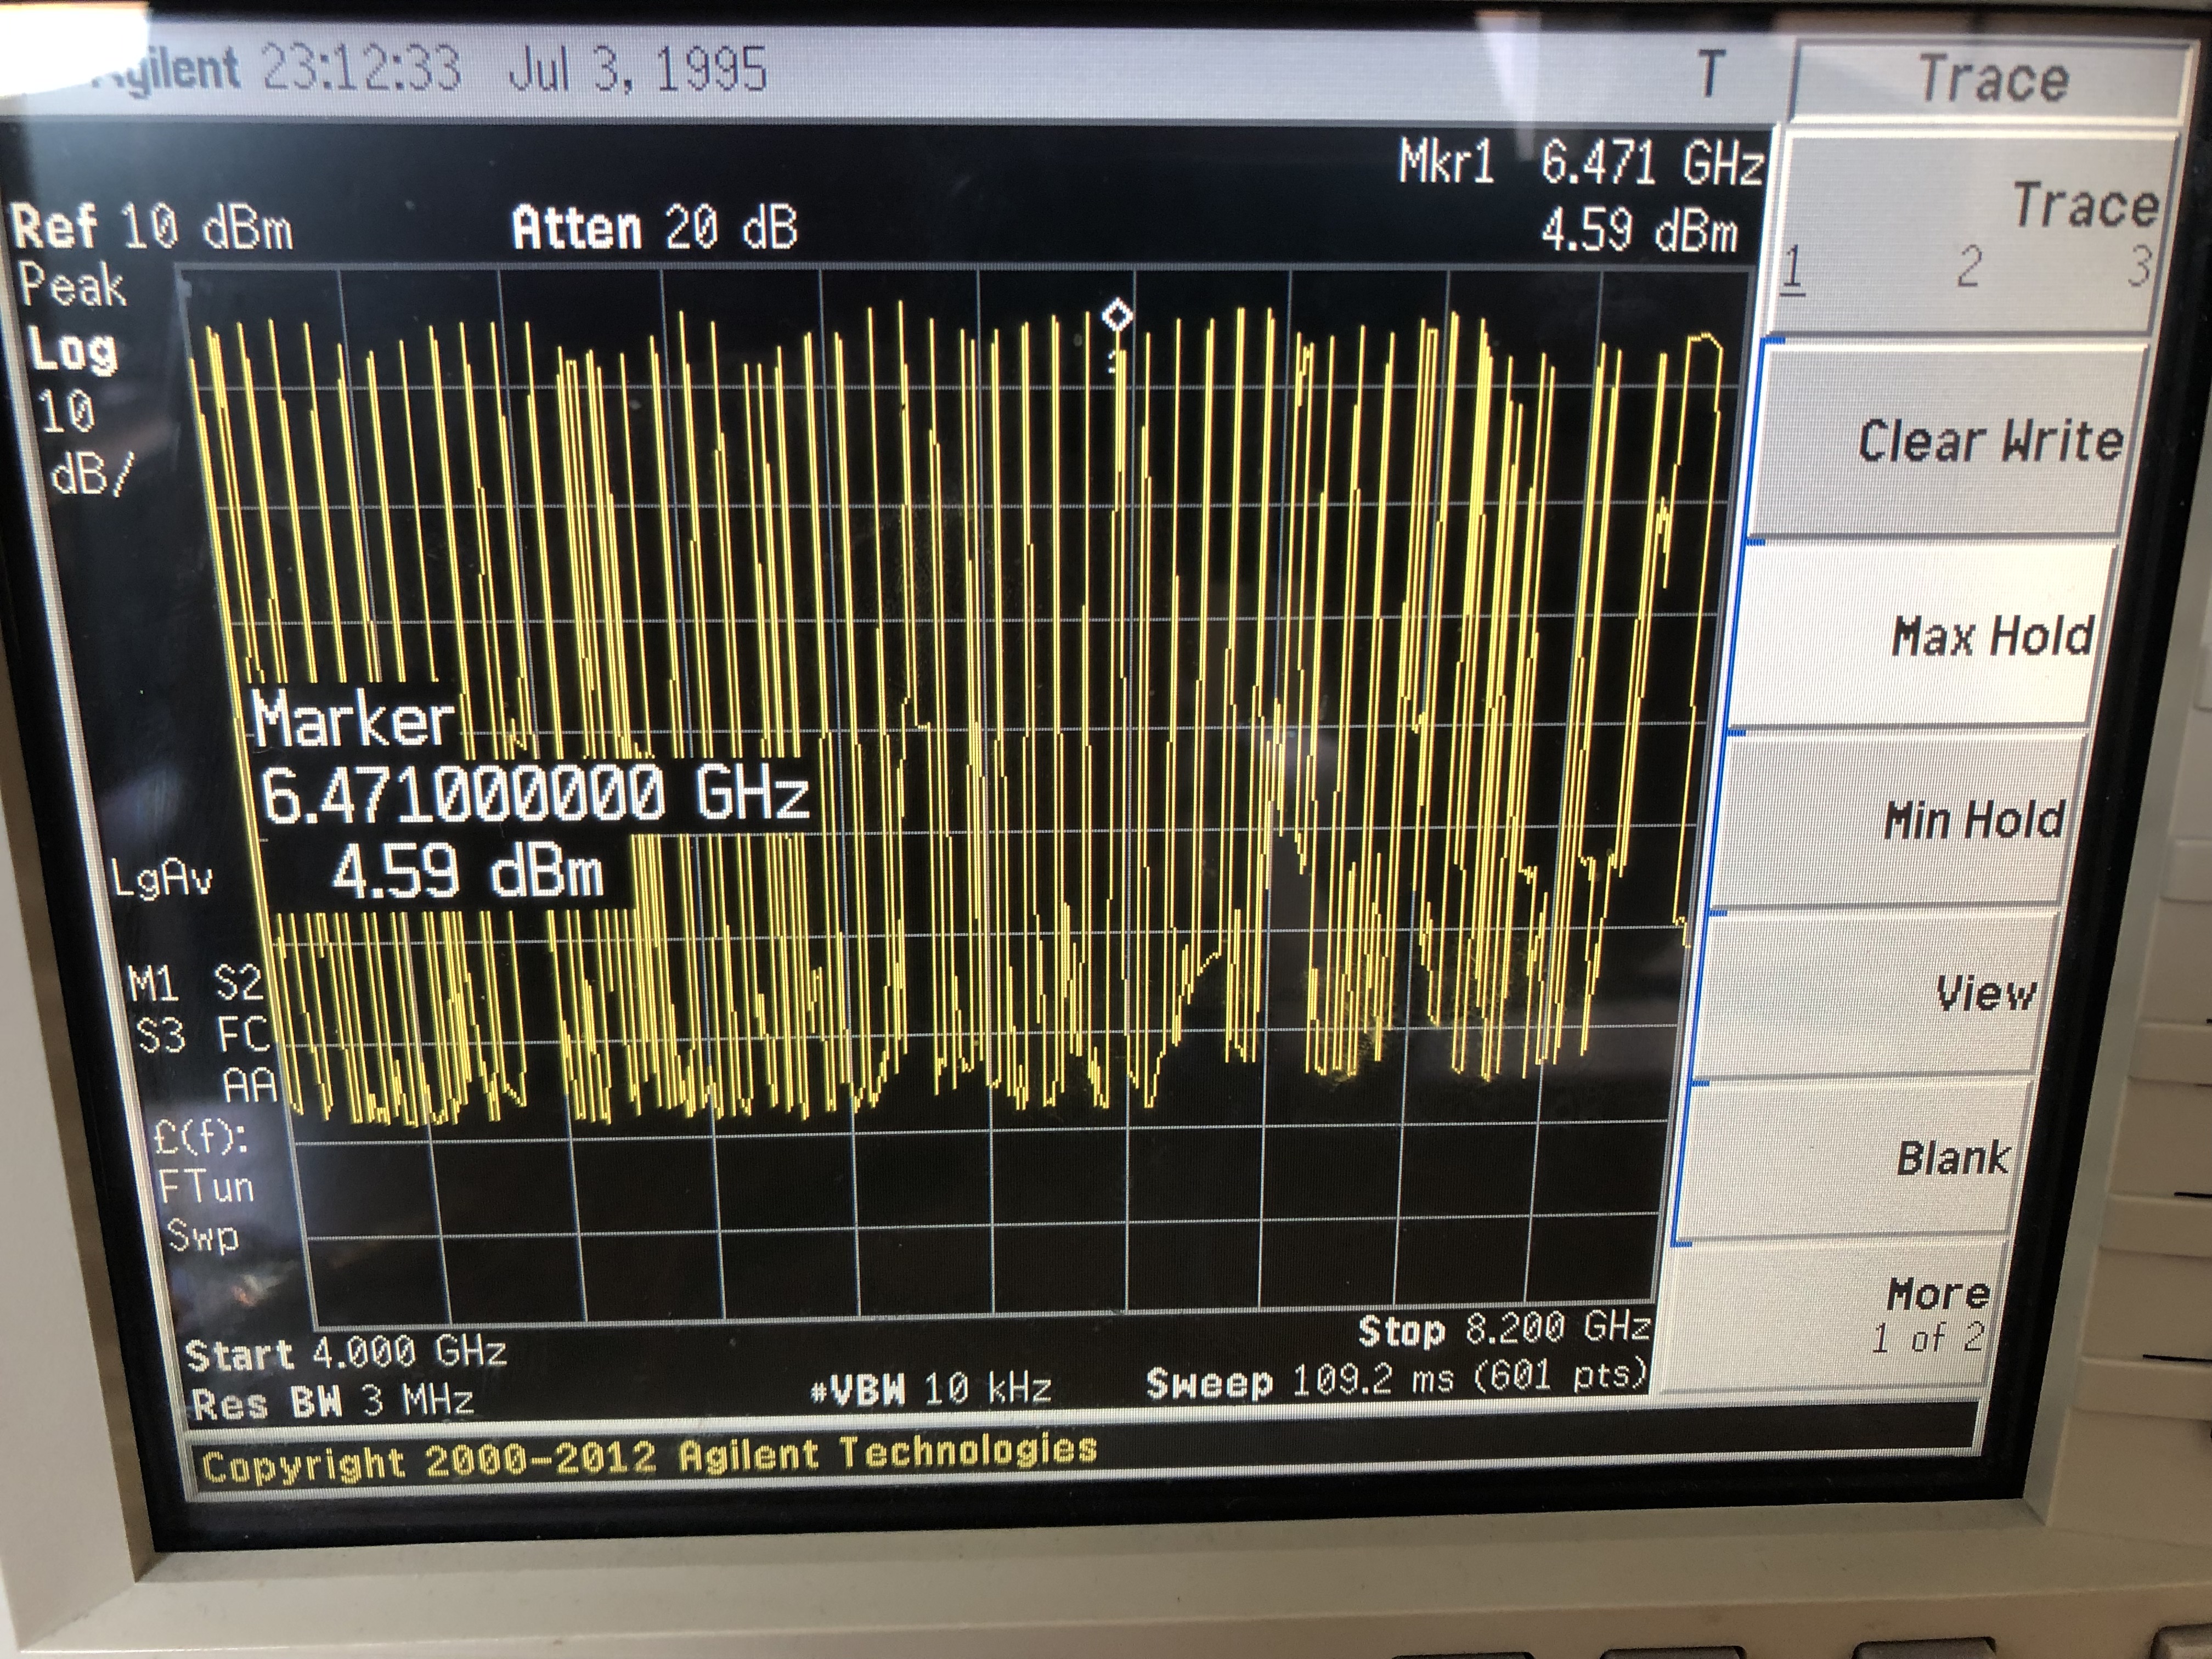 Agilent 23:12:33 Jul 3, 1995 T Trace
Mkr1 6.471 GHz
Ref 10 dBm Atten 20 dB 4.59 dBm
Peak
Log
10
dB/
Marker
6.471000000 GHz
4.59 dBm
LgAv
M1 S2
S3 FC
AA
£(f):
FTun
Swp
Start 4.000 GHz Stop 8.200 GHz
Res BW 3 MHz #VBW 10 kHz Sweep 109.2 ms (601 pts)
Copyright 2000-2012 Agilent Technologies
Trace
1 2 3
Clear Write
Max Hold
Min Hold
View
Blank
More
1 of 2